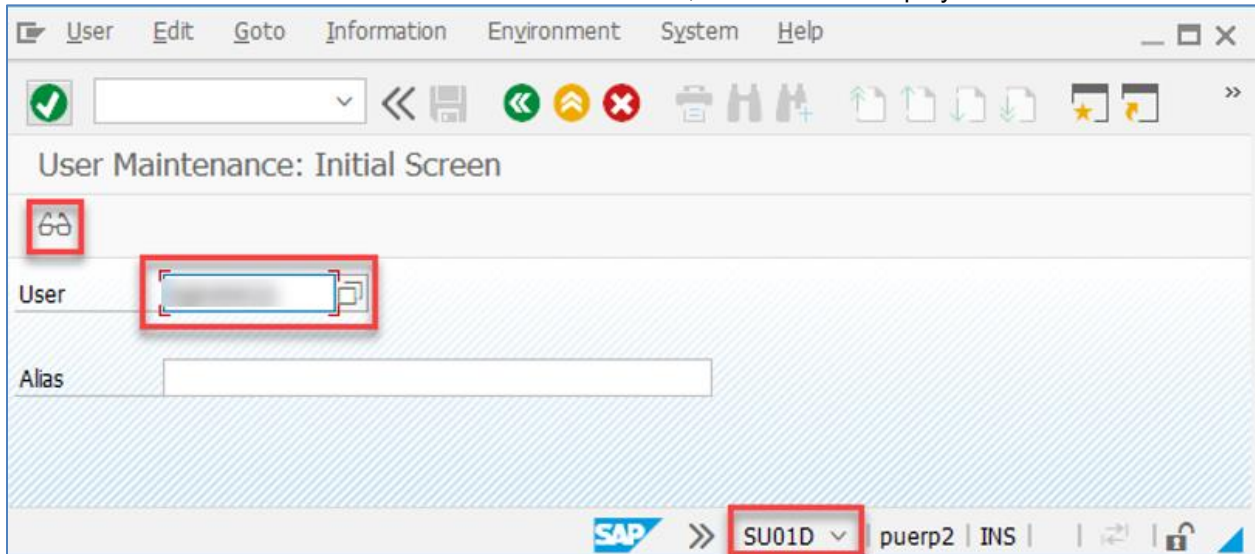 User Edit Goto Information Environment System Help
User Maintenance: Initial Screen
User
Alias
SAP SU01D puerp2 INS